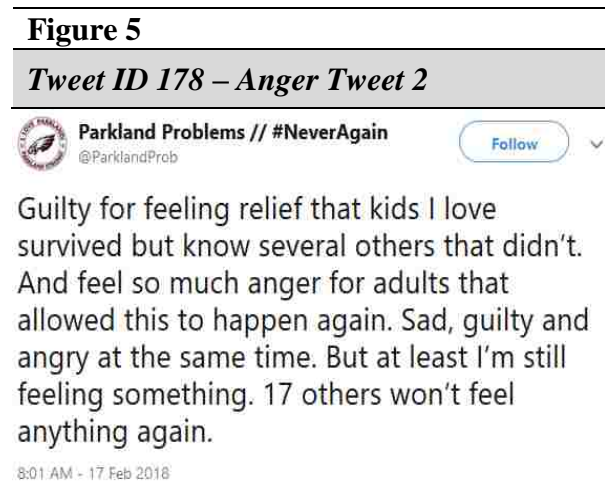 Figure 5
Tweet ID 178 – Anger Tweet 2
Parkland Problems // #NeverAgain
@ParklandProb
Follow
Guilty for feeling relief that kids I love
survived but know several others that didn't.
And feel so much anger for adults that
allowed this to happen again. Sad, guilty and
angry at the same time. But at least I'm still
feeling something. 17 others won't feel
anything again.
8:01 AM - 17 Feb 2018